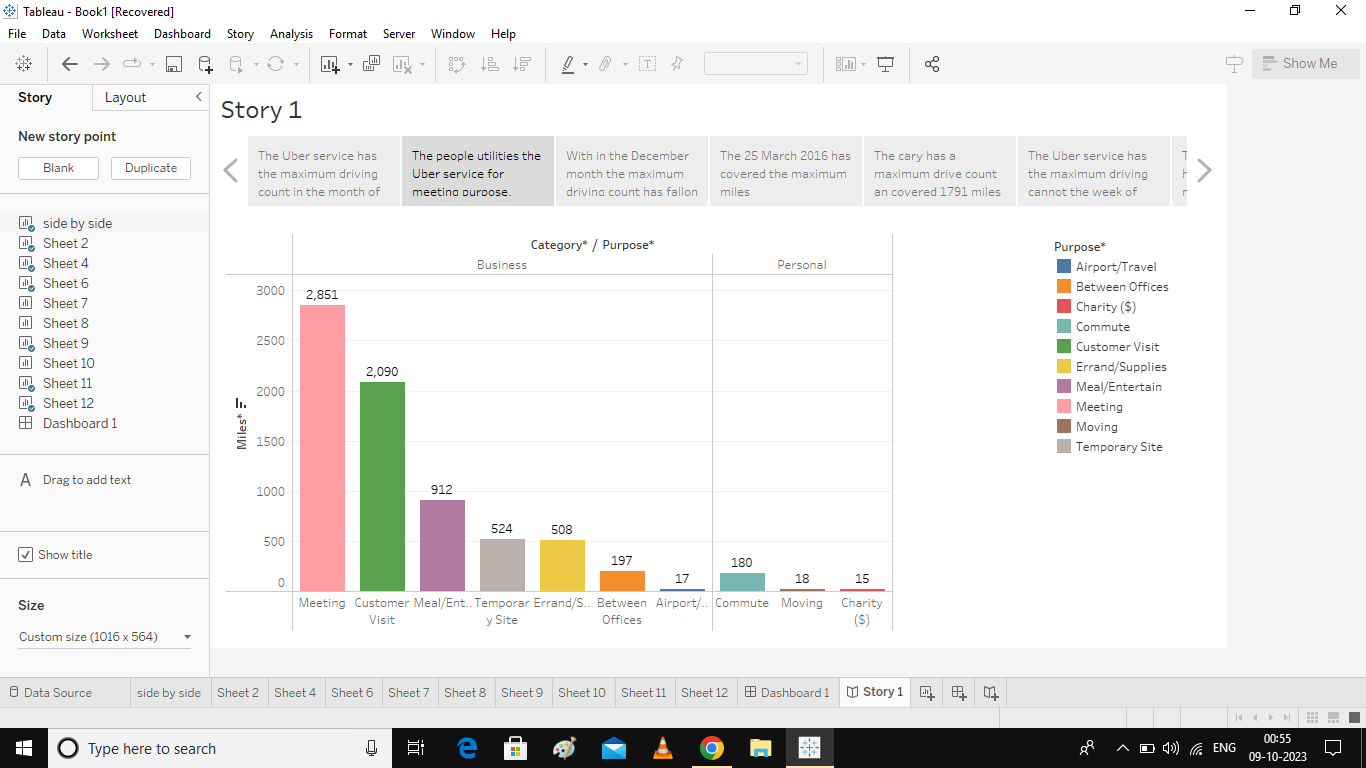 Tableau - Book1 [Recovered]
File Data Worksheet Dashboard Story Analysis Format Server Window Help
Show Me
Story Layout
New story point
Blank Duplicate
side by side
Sheet 2
Sheet 4
Sheet 6
Sheet 7
Sheet 8
Sheet 9
Sheet 10
Sheet 11
Sheet 12
Dashboard 1
A Drag to add text
Show title
Size
Custom size (1016 x 564)
Story 1
The Uber service has
the maximum driving
count in the month of
The people utilities the
Uber service for
meeting purpose.
With in the December
month the maximum
driving count has fallon
The 25 March 2016 has
covered the maximum
miles
The cary has a
maximum drive count
an covered 1791 miles
The Uber service has
the maximum driving
cannot the week of
Category* / Purpose*
Business Personal
Miles*
3000
2500
2000
1500
1000
500
0
2,851
2,090
912
524
508
197
17
180
18
15
Meeting
Customer
Visit
Meal/Ent..
Temporar
y Site
Errand/S..
Between
Offices
Airport/..
Commute
Moving
Charity
($)
Purpose*
Airport/Travel
Between Offices
Charity ($)
Commute
Customer Visit
Errand/Supplies
Meal/Entertain
Meeting
Moving
Temporary Site
Data Source side by side Sheet 2 Sheet 4 Sheet 6 Sheet 7 Sheet 8 Sheet 9 Sheet 10 Sheet 11 Sheet 12 Dashboard 1 Story 1
Type here to search
ENG
00:55
09-10-2023